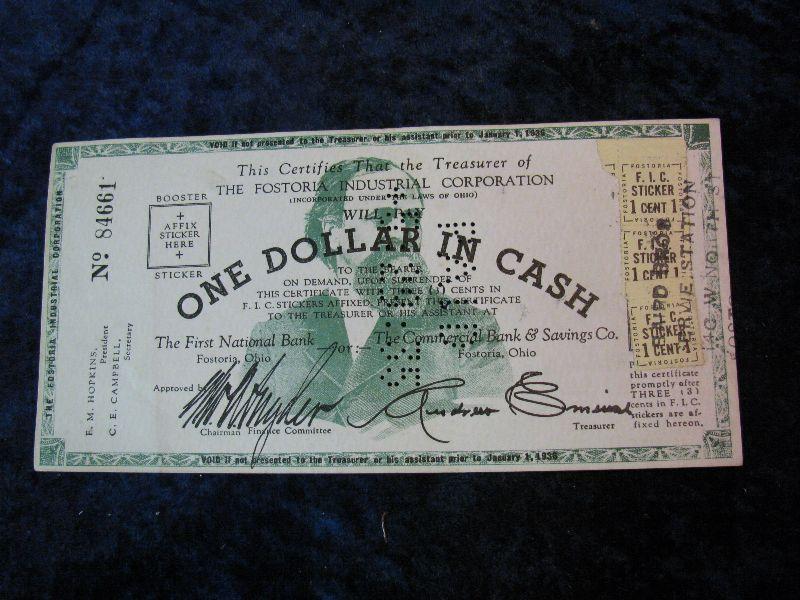 VOID if not presented to the Treasurer or his assistant prior to January 1, 1936
This Certifies That the Treasurer of
THE FOSTORIA INDUSTRIAL CORPORATION
(INCORPORATED UNDER THE LAWS OF OHIO)
WILL PAY
ONE DOLLAR IN CASH
TO THE BEARER
ON DEMAND, UPON SURRENDER OF
THIS CERTIFICATE WITH THREE (3) CENTS IN
F. I. C. STICKERS AFFIXED, PRESENT THE CERTIFICATE
TO THE TREASURER OR HIS ASSISTANT AT
The First National Bank or: The Commercial Bank & Savings Co.
Fostoria, Ohio Fostoria, Ohio
Approved by
Chairman Finance Committee
Treasurer
No 84661
BOOSTER
+
AFFIX
STICKER
HERE
+
STICKER
F. M. HOPKINS,
President
C. E. CAMPBELL,
Secretary
THE FOSTORIA INDUSTRIAL CORPORATION
FOSTORIA
F. I. C.
STICKER
1 CENT 1
FOSTORIA
F. I. C.
STICKER
1 CENT
FOSTORIA
F. I. C.
STICKER
1 CENT 1
STATION
this certificate
promptly after
THREE (3)
cents in F. I. C.
stickers are af-
fixed hereon.
VOID if not presented to the Treasurer or his assistant prior to January 1, 1936